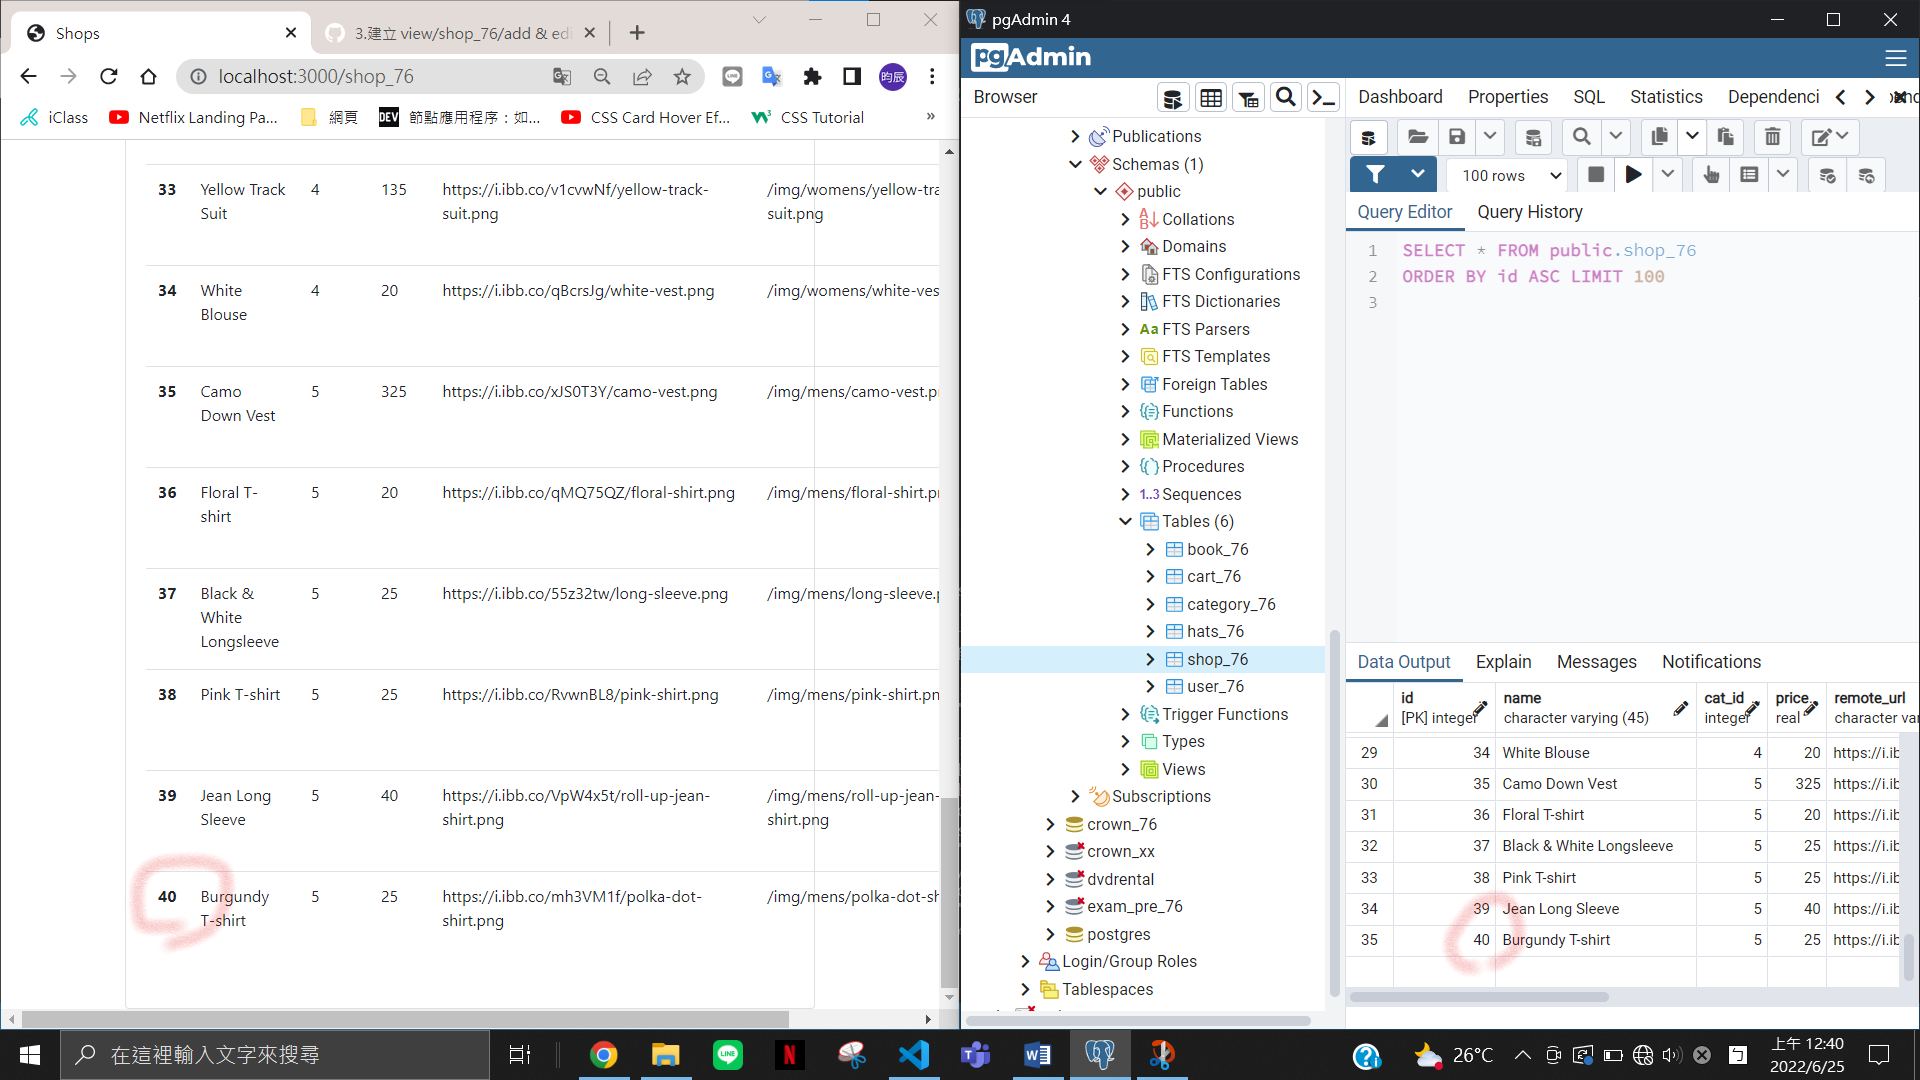 Shops
3.建立 view/shop_76/add & edi
localhost:3000/shop_76
昀辰
iClass
Netflix Landing Pa...
網頁
DEV
節點應用程序：如...
CSS Card Hover Ef...
CSS Tutorial
»
33 Yellow Track Suit 4 135 https://i.ibb.co/v1cvwNf/yellow-track-suit.png /img/womens/yellow-tra suit.png
34 White Blouse 4 20 https://i.ibb.co/qBcrsJg/white-vest.png /img/womens/white-ves
35 Camo Down Vest 5 325 https://i.ibb.co/xJS0T3Y/camo-vest.png /img/mens/camo-vest.p
36 Floral T-shirt 5 20 https://i.ibb.co/qMQ75QZ/floral-shirt.png /img/mens/floral-shirt.pr
37 Black & White Longsleeve 5 25 https://i.ibb.co/55z32tw/long-sleeve.png /img/mens/long-sleeve.p
38 Pink T-shirt 5 25 https://i.ibb.co/RvwnBL8/pink-shirt.png /img/mens/pink-shirt.pn
39 Jean Long Sleeve 5 40 https://i.ibb.co/VpW4x5t/roll-up-jean-shirt.png /img/mens/roll-up-jean-shirt.png
40 Burgundy T-shirt 5 25 https://i.ibb.co/mh3VM1f/polka-dot-shirt.png /img/mens/polka-dot-sh
pgAdmin 4
pgAdmin
Browser
Publications
Schemas (1)
public
Collations
Domains
FTS Configurations
FTS Dictionaries
Aa FTS Parsers
FTS Templates
Foreign Tables
Functions
Materialized Views
Procedures
1..3 Sequences
Tables (6)
book_76
cart_76
category_76
hats_76
shop_76
user_76
Trigger Functions
Types
Views
Subscriptions
crown_76
crown_xx
dvdrental
exam_pre_76
postgres
Login/Group Roles
Tablespaces
Dashboard Properties SQL Statistics Dependenci
100 rows
Query Editor Query History
1 SELECT * FROM public.shop_76
2 ORDER BY id ASC LIMIT 100
3
Data Output Explain Messages Notifications
id [PK] integer name character varying (45) cat_id integer price real remote_url character var
29 34 White Blouse 4 20 https://i.ib
30 35 Camo Down Vest 5 325 https://i.ib
31 36 Floral T-shirt 5 20 https://i.ib
32 37 Black & White Longsleeve 5 25 https://i.ib
33 38 Pink T-shirt 5 25 https://i.ib
34 39 Jean Long Sleeve 5 40 https://i.ib
35 40 Burgundy T-shirt 5 25 https://i.ib
在這裡輸入文字來搜尋
26°C
上午 12:40
2022/6/25